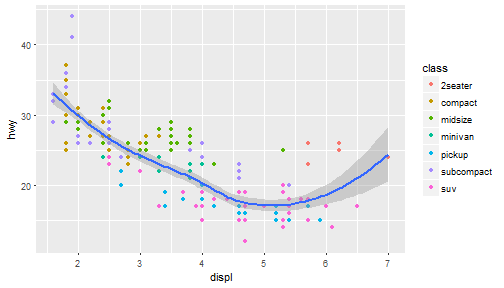 40
30
20
hwy
2
3
4
5
6
7
displ
class
2seater
compact
midsize
minivan
pickup
subcompact
suv